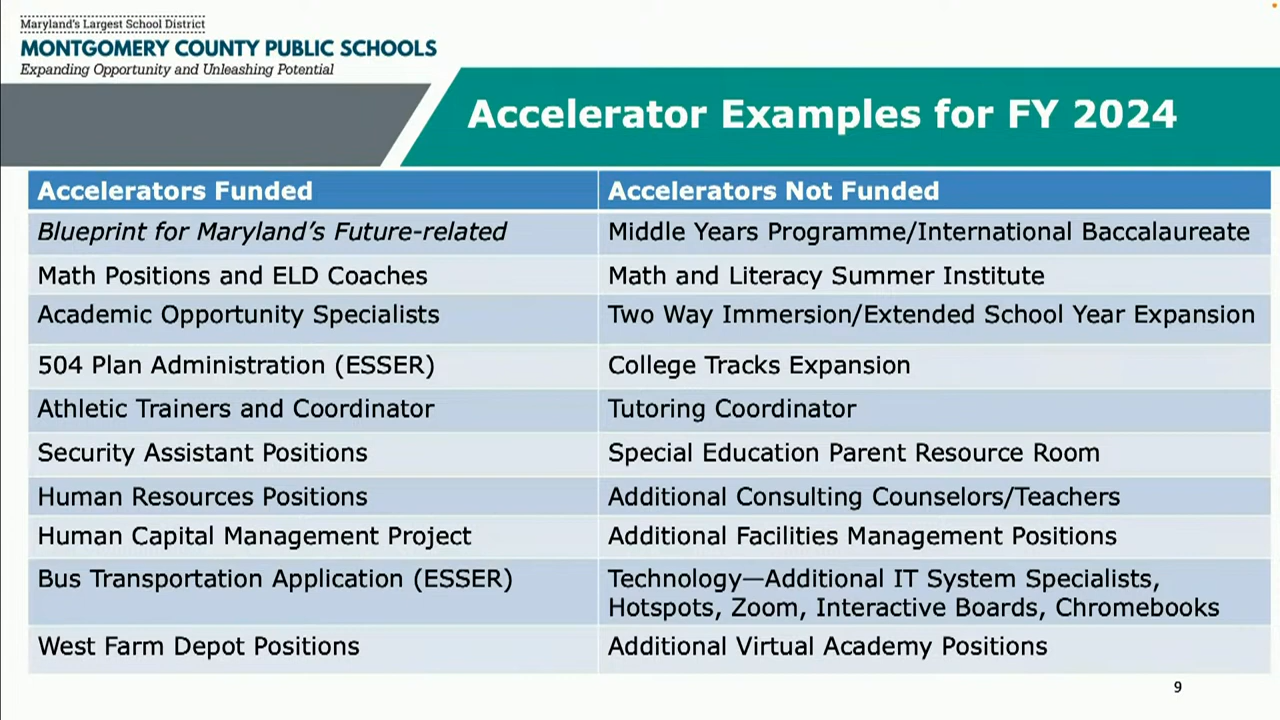 Maryland's Largest School District
MONTGOMERY COUNTY PUBLIC SCHOOLS
Expanding Opportunity and Unleashing Potential
Accelerator Examples for FY 2024
Accelerators Funded
Accelerators Not Funded
Blueprint for Maryland's Future-related
Middle Years Programme/International Baccalaureate
Math Positions and ELD Coaches
Math and Literacy Summer Institute
Academic Opportunity Specialists
Two Way Immersion/Extended School Year Expansion
504 Plan Administration (ESSER)
College Tracks Expansion
Athletic Trainers and Coordinator
Tutoring Coordinator
Security Assistant Positions
Special Education Parent Resource Room
Human Resources Positions
Additional Consulting Counselors/Teachers
Human Capital Management Project
Additional Facilities Management Positions
Bus Transportation Application (ESSER)
Technology—Additional IT System Specialists,
Hotspots, Zoom, Interactive Boards, Chromebooks
West Farm Depot Positions
Additional Virtual Academy Positions
9